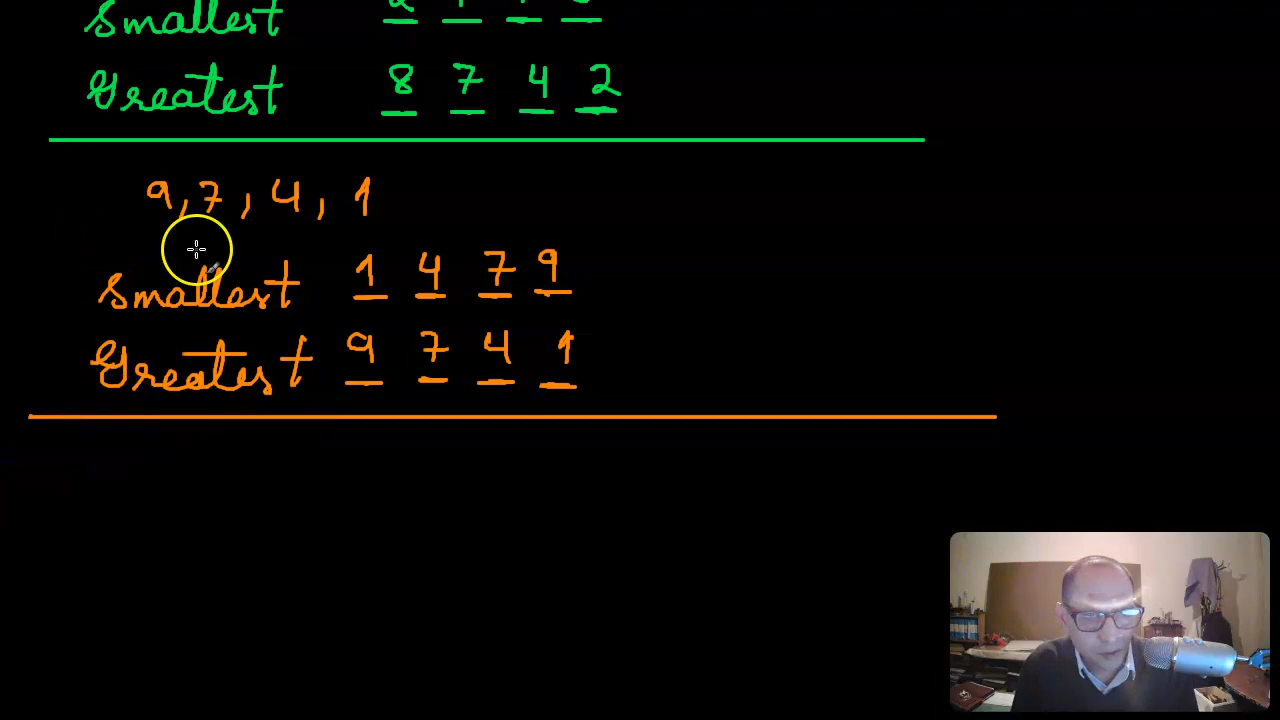 Smallest
Greatest 8 7 4 2
9, 7, 4, 1
Smallest 1 4 7 9
Greatest 9 7 4 1